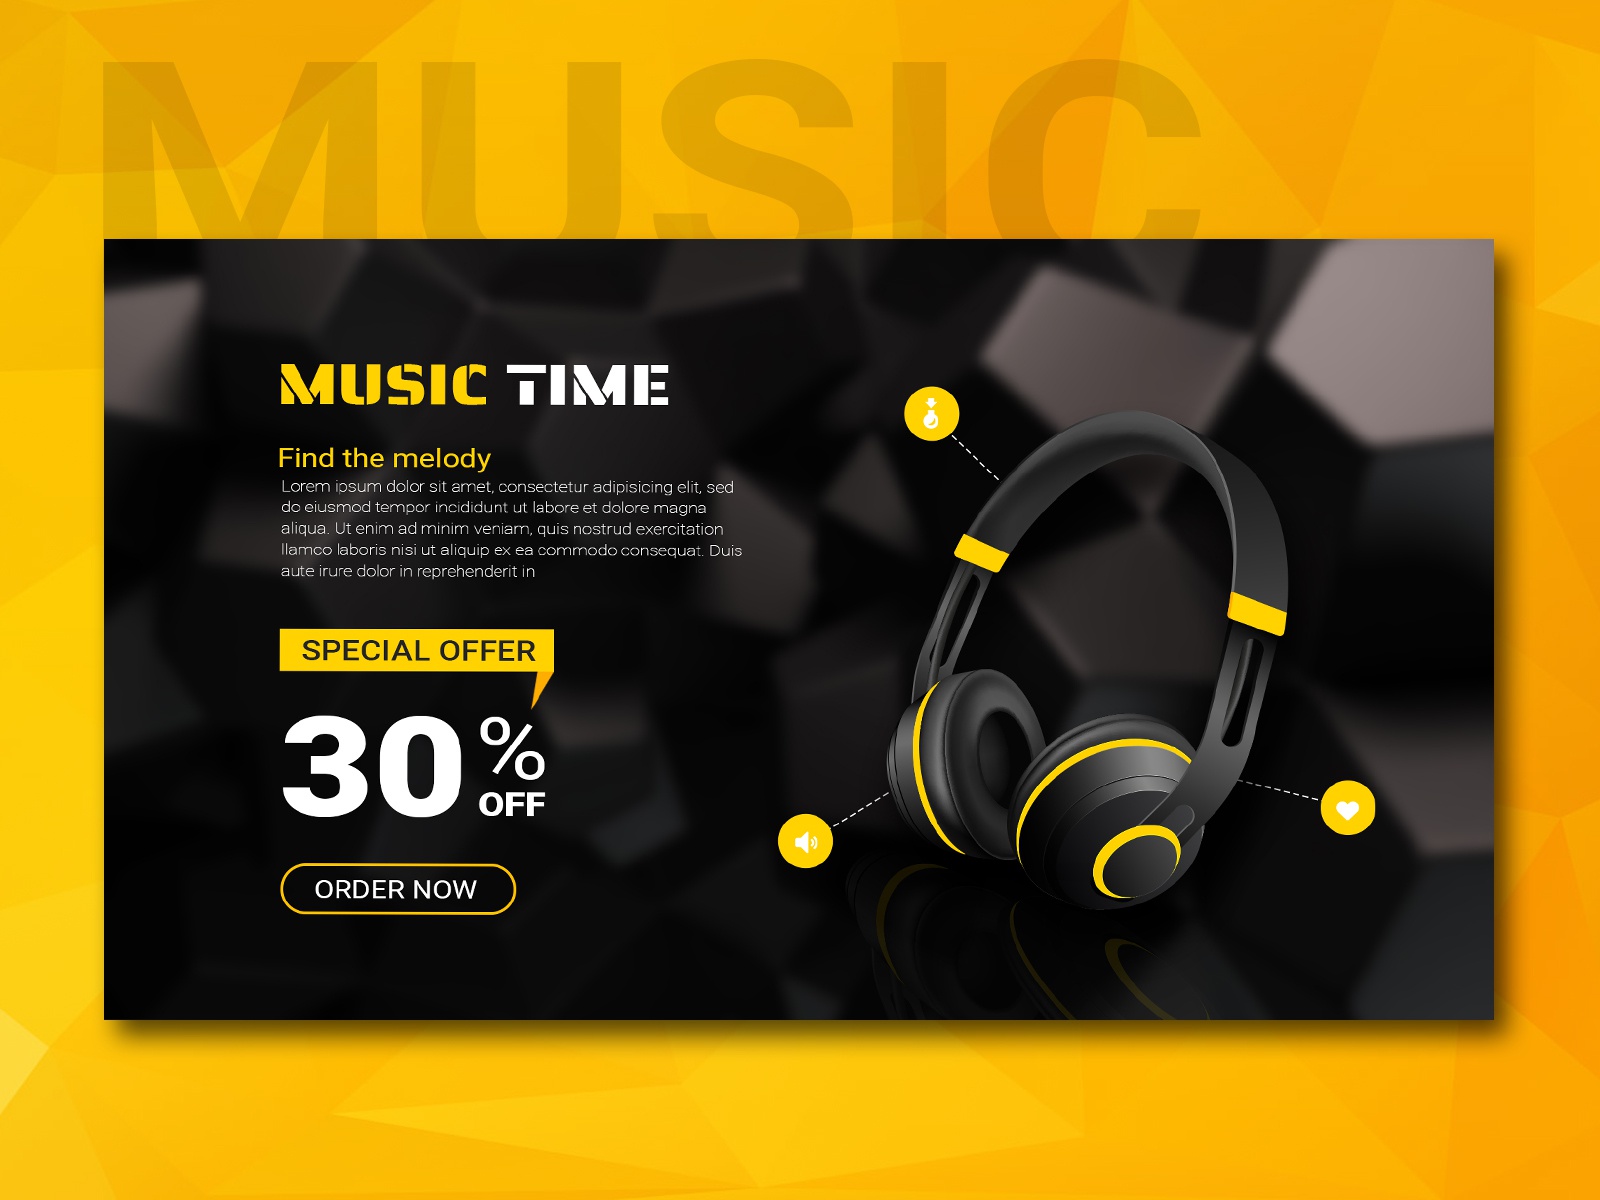 MUSIC
MUSIC TIME
Find the melody
Lorem ipsum dolor sit amet, consectetur adipisicing elit, sed
do eiusmod tempor incididunt ut labore et dolore magna
aliqua. Ut enim ad minim veniam, quis nostrud exercitation
llamco laboris nisi ut aliquip ex ea commodo consequat. Duis
aute irure dolor in reprehenderit in
SPECIAL OFFER
30%
OFF
ORDER NOW